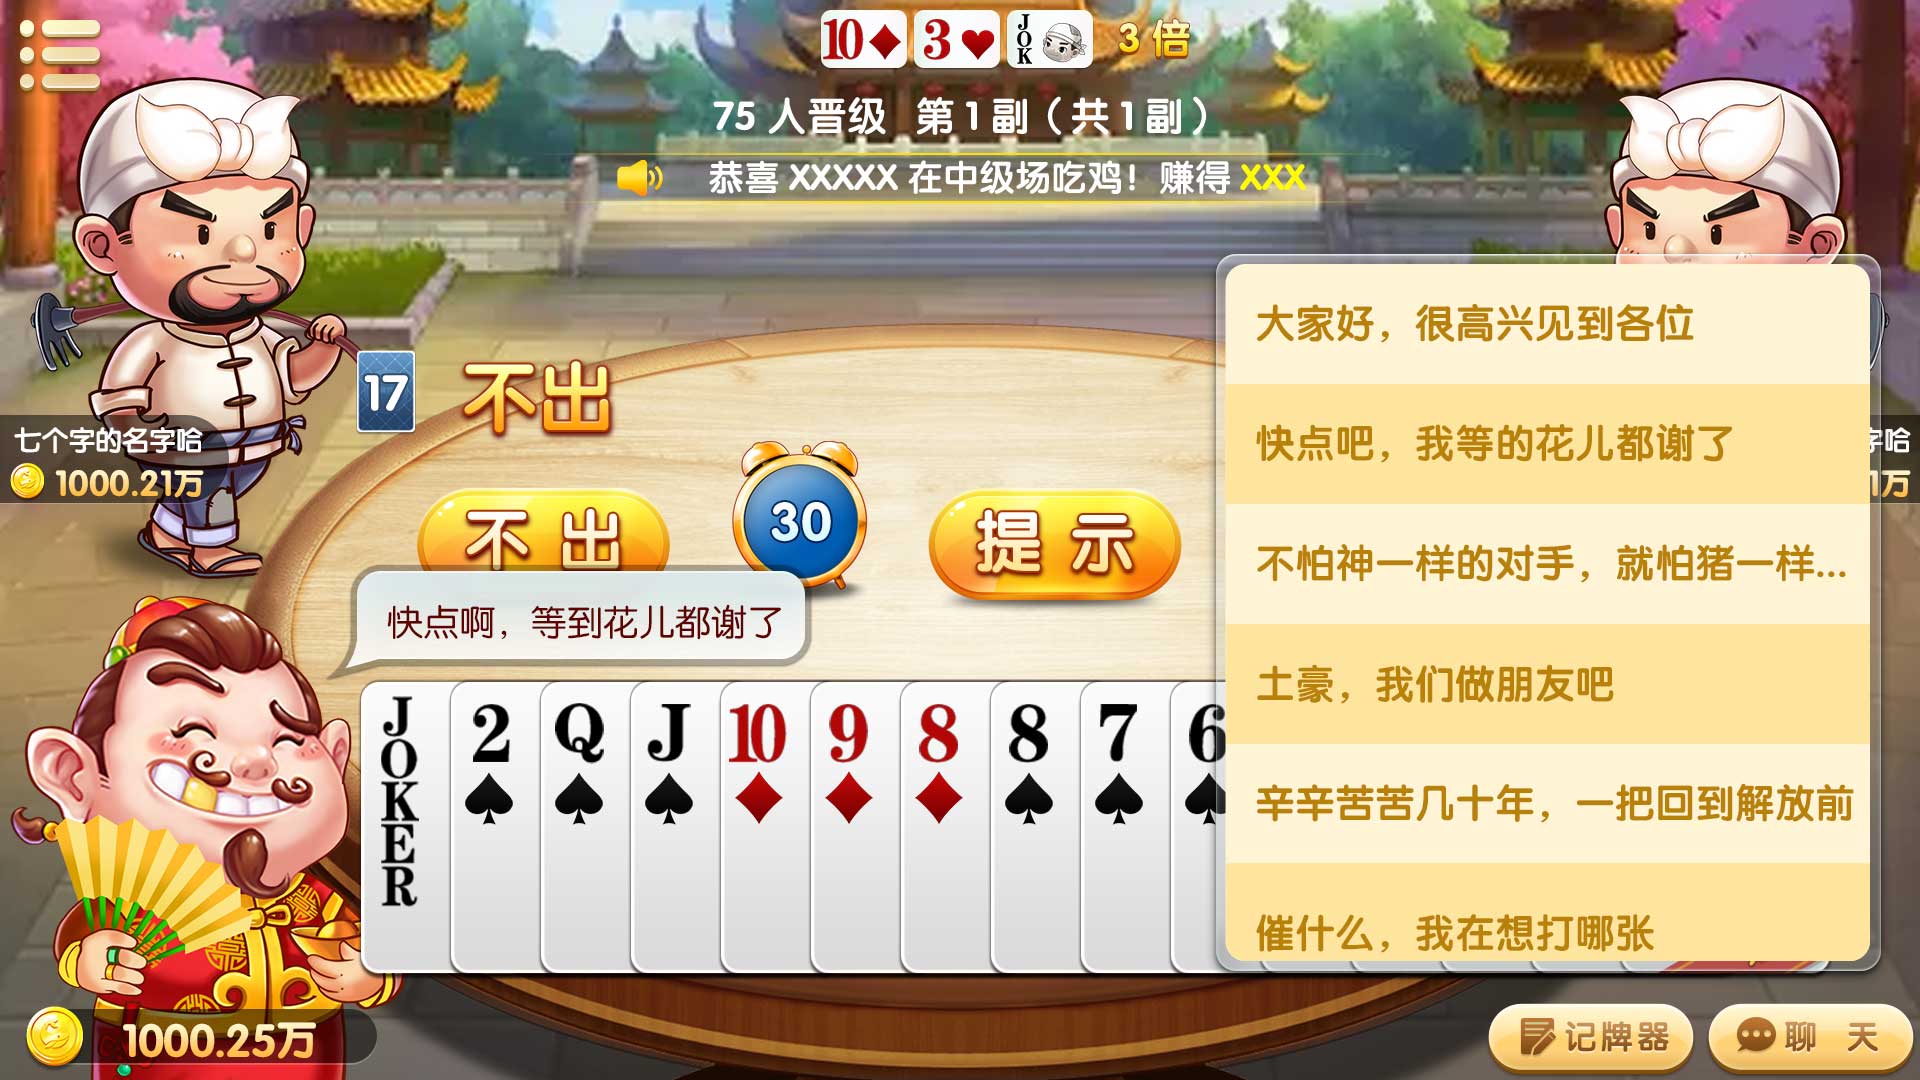 10 3 JOK 3 倍
75 人晋级 第1副（共1副）
恭喜 XXXXX 在中级场吃鸡！赚得 XXX
17
不出
七个字的名字哈
1000.21万
字哈
1万
不 出
30
提 示
快点啊，等到花儿都谢了
JOKER 2 Q J 10 9 8 8 7 6
大家好，很高兴见到各位
快点吧，我等的花儿都谢了
不怕神一样的对手，就怕猪一样...
土豪，我们做朋友吧
辛辛苦苦几十年，一把回到解放前
催什么，我在想打哪张
1000.25万
记牌器
聊 天